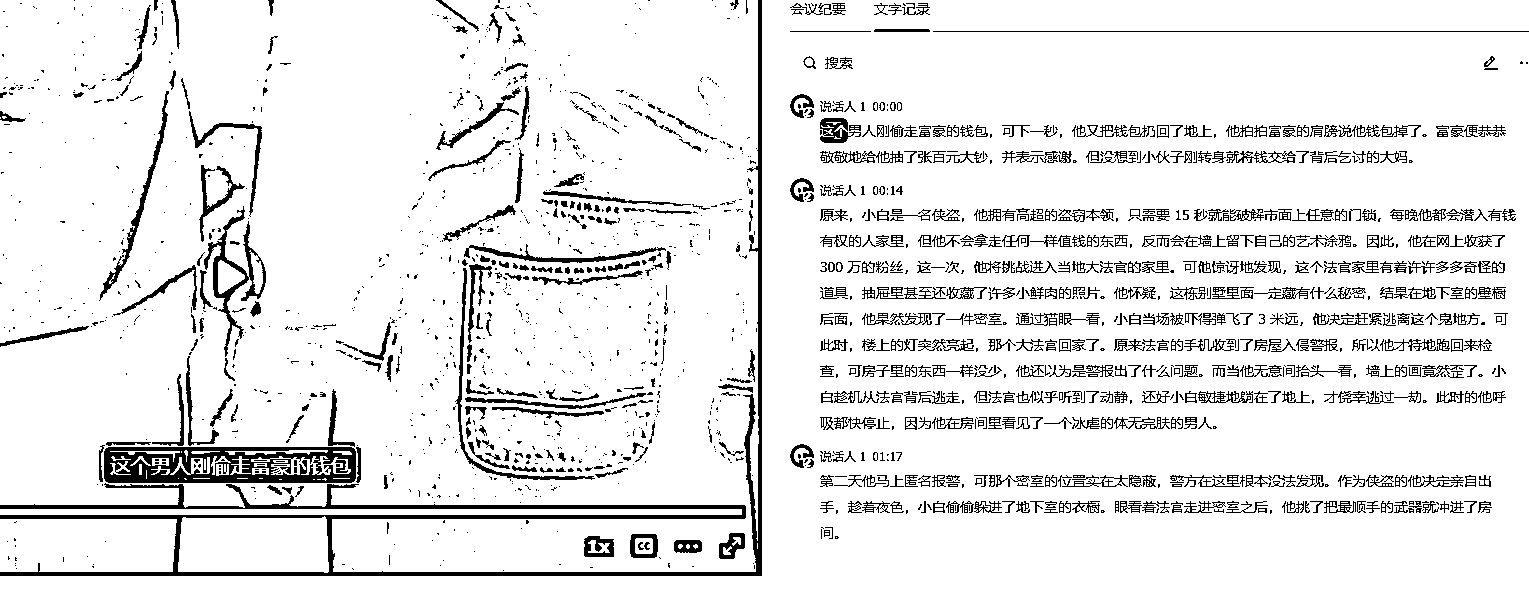 会议纪要 文字记录
搜索
说话人 1 00:00
这个男人刚偷走富豪的钱包，可下一秒，他又把钱包扔回了地上，他拍拍富豪的肩膀说他钱包掉了。富豪便恭恭
敬敬地给他抽了张百元大钞，并表示感谢。但没想到小伙子刚转身就将钱交给了背后乞讨的大妈。
说话人 1 00:14
原来，小白是一名侠盗，他拥有高超的盗窃本领，只需要 15 秒就能破解市面上任意的门锁，每晚他都会潜入有钱
有权的人家里，但他不会拿走任何一样值钱的东西，反而会在墙上留下自己的艺术涂鸦。因此，他在网上收获了
300 万的粉丝，这一次，他将挑战进入当地大法官的家里。可他惊讶地发现，这个法官家里有着许许多多奇怪的
道具，抽屉里甚至还收藏了许多小鲜肉的照片。他怀疑，这栋别墅里面一定藏有什么秘密，结果在地下室的壁橱
后面，他果然发现了一件密室。通过猫眼一看，小白当场被吓得弹飞了 3 米远，他决定赶紧逃离这个鬼地方。可
此时，楼上的灯突然亮起，那个大法官回家了。原来法官的手机收到了房屋入侵警报，所以他才特地跑回来检
查，可房子里的东西一样没少，他还以为是警报出了什么问题。而当他无意间抬头一看，墙上的画竟然歪了。小
白趁机从法官背后逃走，但法官也似乎听到了动静，还好小白敏捷地躺在了地上，才侥幸逃过一劫。此时的他呼
吸都快停止，因为他在房间里看见了一个冰虐的体无完肤的男人。
说话人 1 01:17
第二天他马上匿名报警，可那个密室的位置实在太隐蔽，警方在这里根本没法发现。作为侠盗的他决定亲自出
手，趁着夜色，小白偷偷躲进了地下室的衣橱。眼看着法官走进密室之后，他挑了把最顺手的武器就冲进了房
间。
这个男人刚偷走富豪的钱包
1x CC